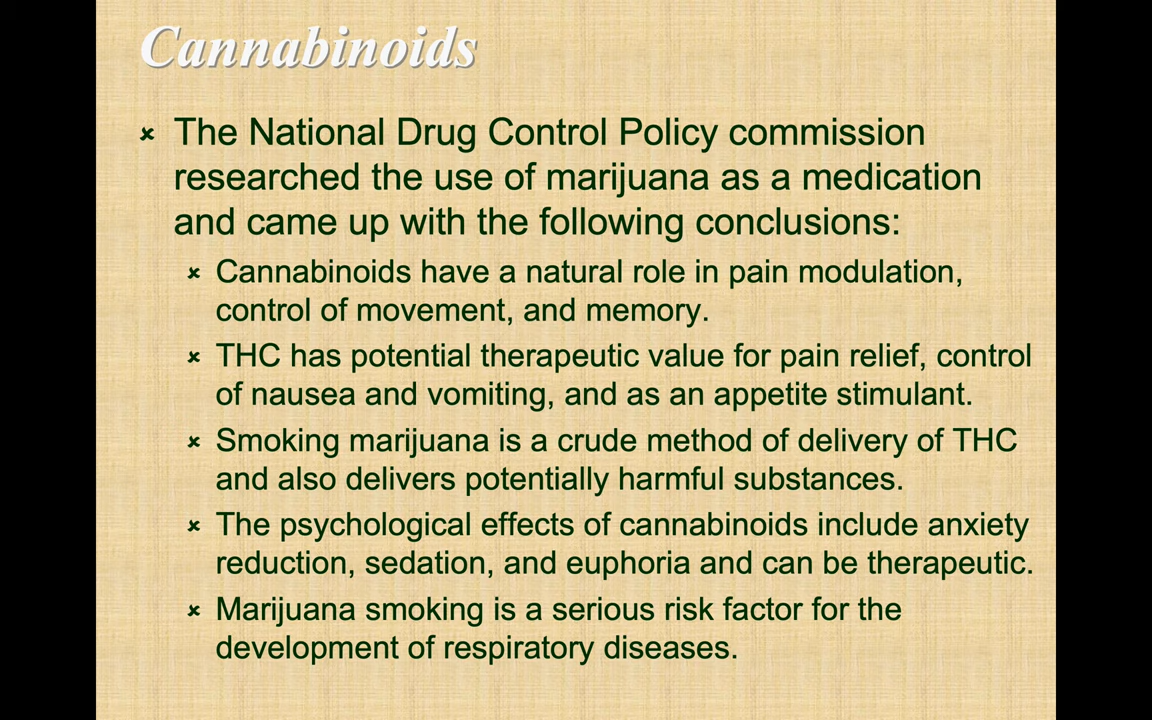 Cannabinoids
The National Drug Control Policy commission
researched the use of marijuana as a medication
and came up with the following conclusions:
Cannabinoids have a natural role in pain modulation,
control of movement, and memory.
THC has potential therapeutic value for pain relief, control
of nausea and vomiting, and as an appetite stimulant.
Smoking marijuana is a crude method of delivery of THC
and also delivers potentially harmful substances.
The psychological effects of cannabinoids include anxiety
reduction, sedation, and euphoria and can be therapeutic.
Marijuana smoking is a serious risk factor for the
development of respiratory diseases.